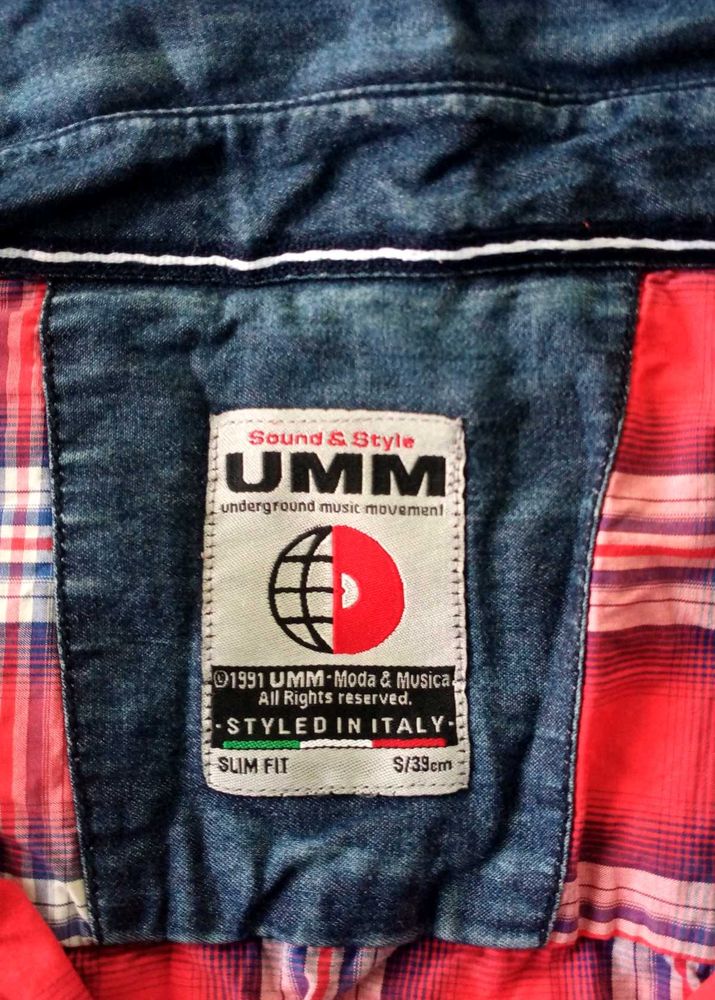 Sound & Style
UMM
underground music movement
©1991 UMM-Moda & Musica.
All Rights reserved.
·STYLED IN ITALY·
SLIM FIT S/39cm